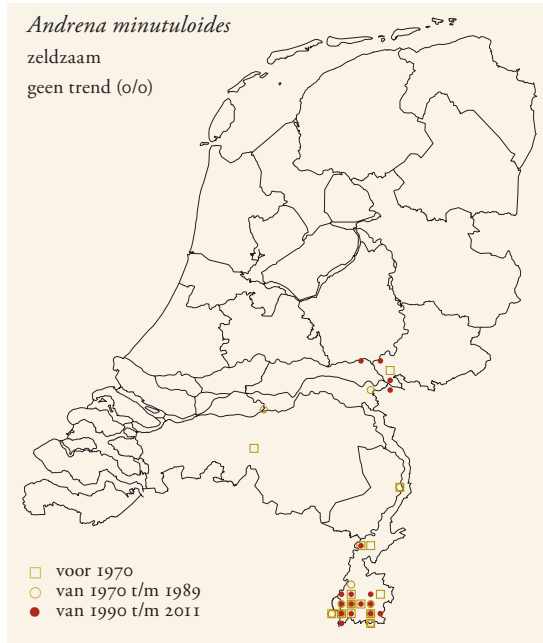 Andrena minutuloides
zeldzaam
geen trend (0/0)
voor 1970
van 1970 t/m 1989
van 1990 t/m 2011